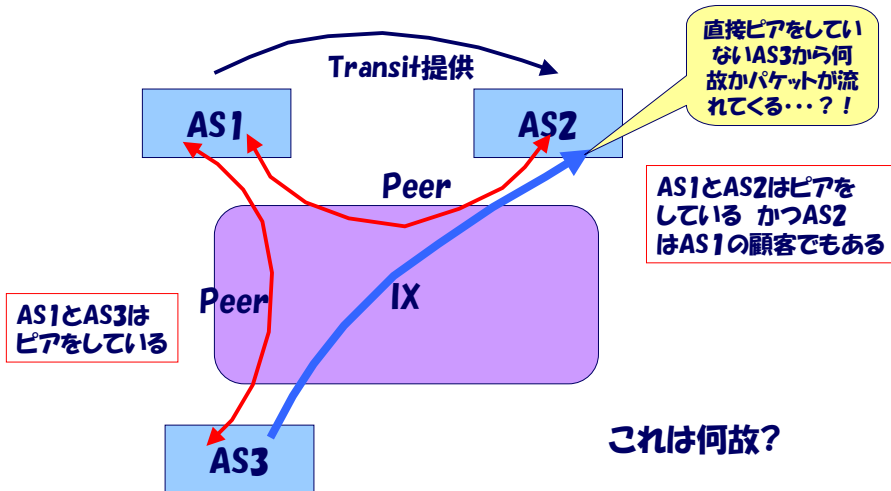 Transit提供
直接ピアをしてい
ないAS3から何
故かパケットが流
れてくる・・・?!
AS1
AS2
Peer
AS1とAS2はピアを
している かつAS2
はAS1の顧客でもある
AS1とAS3は
ピアをしている
Peer
IX
これは何故?
AS3